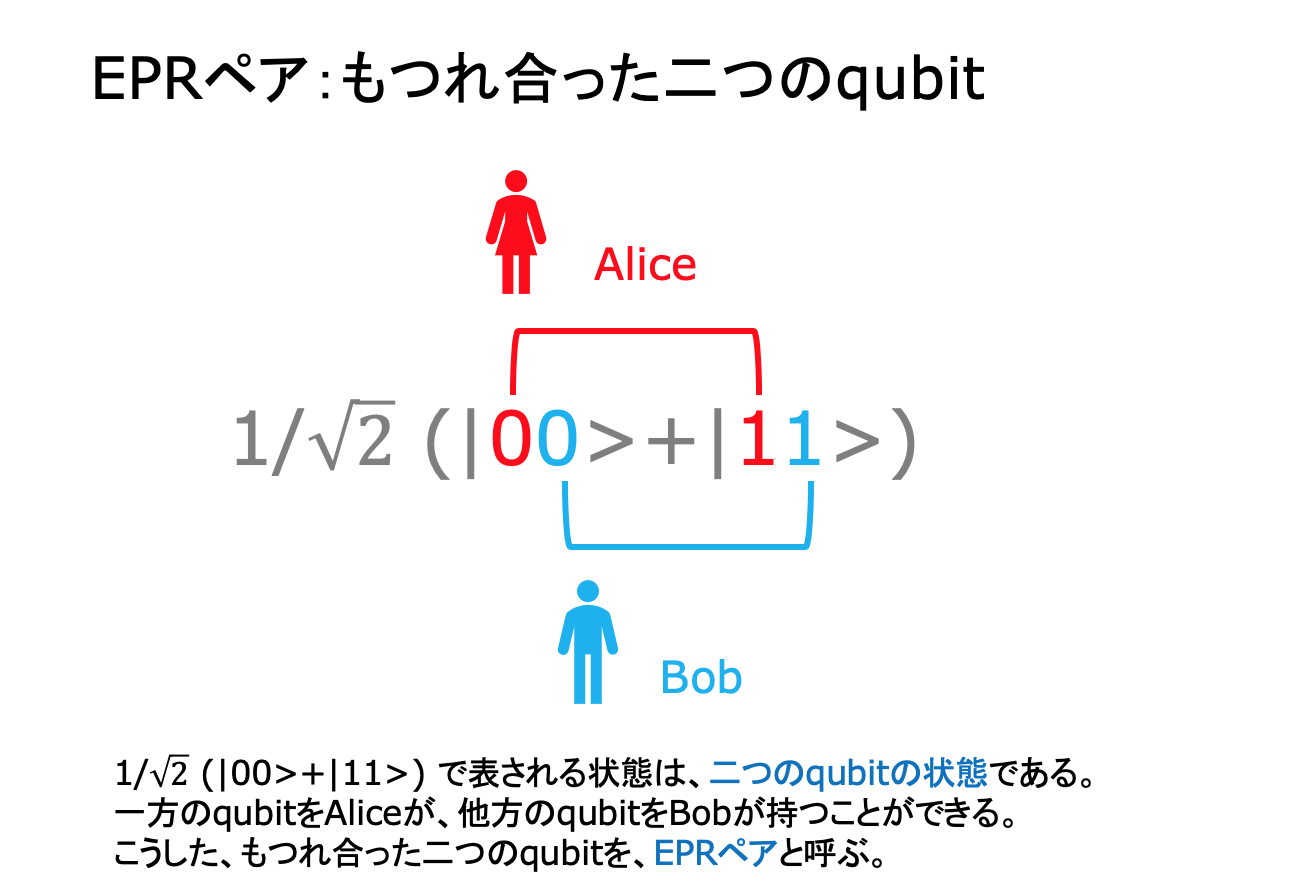 EPRペア：もつれ合った二つのqubit
Alice
1/√2 (|00>+|11>)
Bob
1/√2 (|00>+|11>) で表される状態は、二つのqubitの状態である。
一方のqubitをAliceが、他方のqubitをBobが持つことができる。
こうした、もつれ合った二つのqubitを、EPRペアと呼ぶ。